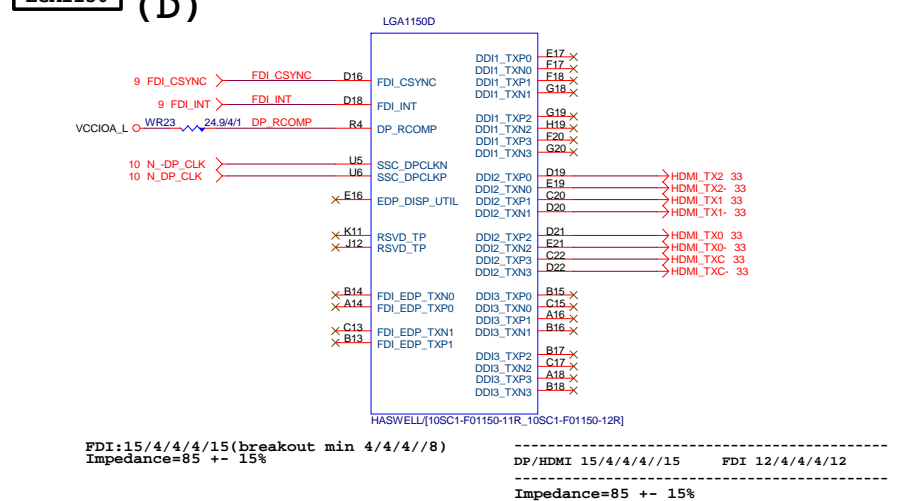 (D)
LGA1150D
9 FDI_CSYNC FDI_CSYNC D16 FDI_CSYNC
9 FDI_INT FDI_INT D18 FDI_INT
VCCIOA_L WR23 24.9/4/1 DP_RCOMP R4 DP_RCOMP
10 N_-DP_CLK U5 SSC_DPCLKN
10 N_DP_CLK U6 SSC_DPCLKP
E16 EDP_DISP_UTIL
K11 RSVD_TP
J12 RSVD_TP
B14 FDI_EDP_TXN0
A14 FDI_EDP_TXP0
C13 FDI_EDP_TXN1
B13 FDI_EDP_TXP1
DDI1_TXP0 E17
DDI1_TXN0 F17
DDI1_TXP1 F18
DDI1_TXN1 G18
DDI1_TXP2 G19
DDI1_TXN2 H19
DDI1_TXP3 F20
DDI1_TXN3 G20
DDI2_TXP0 D19 HDMI_TX2 33
DDI2_TXN0 E19 HDMI_TX2- 33
DDI2_TXP1 C20 HDMI_TX1 33
DDI2_TXN1 D20 HDMI_TX1- 33
DDI2_TXP2 D21 HDMI_TX0 33
DDI2_TXN2 E21 HDMI_TX0- 33
DDI2_TXP3 C22 HDMI_TXC 33
DDI2_TXN3 D22 HDMI_TXC- 33
DDI3_TXP0 B15
DDI3_TXN0 C15
DDI3_TXP1 A16
DDI3_TXN1 B16
DDI3_TXP2 B17
DDI3_TXN2 C17
DDI3_TXP3 A18
DDI3_TXN3 B18
HASWELL/[10SC1-F01150-11R_10SC1-F01150-12R]
FDI:15/4/4/4/15(breakout min 4/4/4//8)
Impedance=85 +- 15%
DP/HDMI 15/4/4/4//15 FDI 12/4/4/4/12
Impedance=85 +- 15%